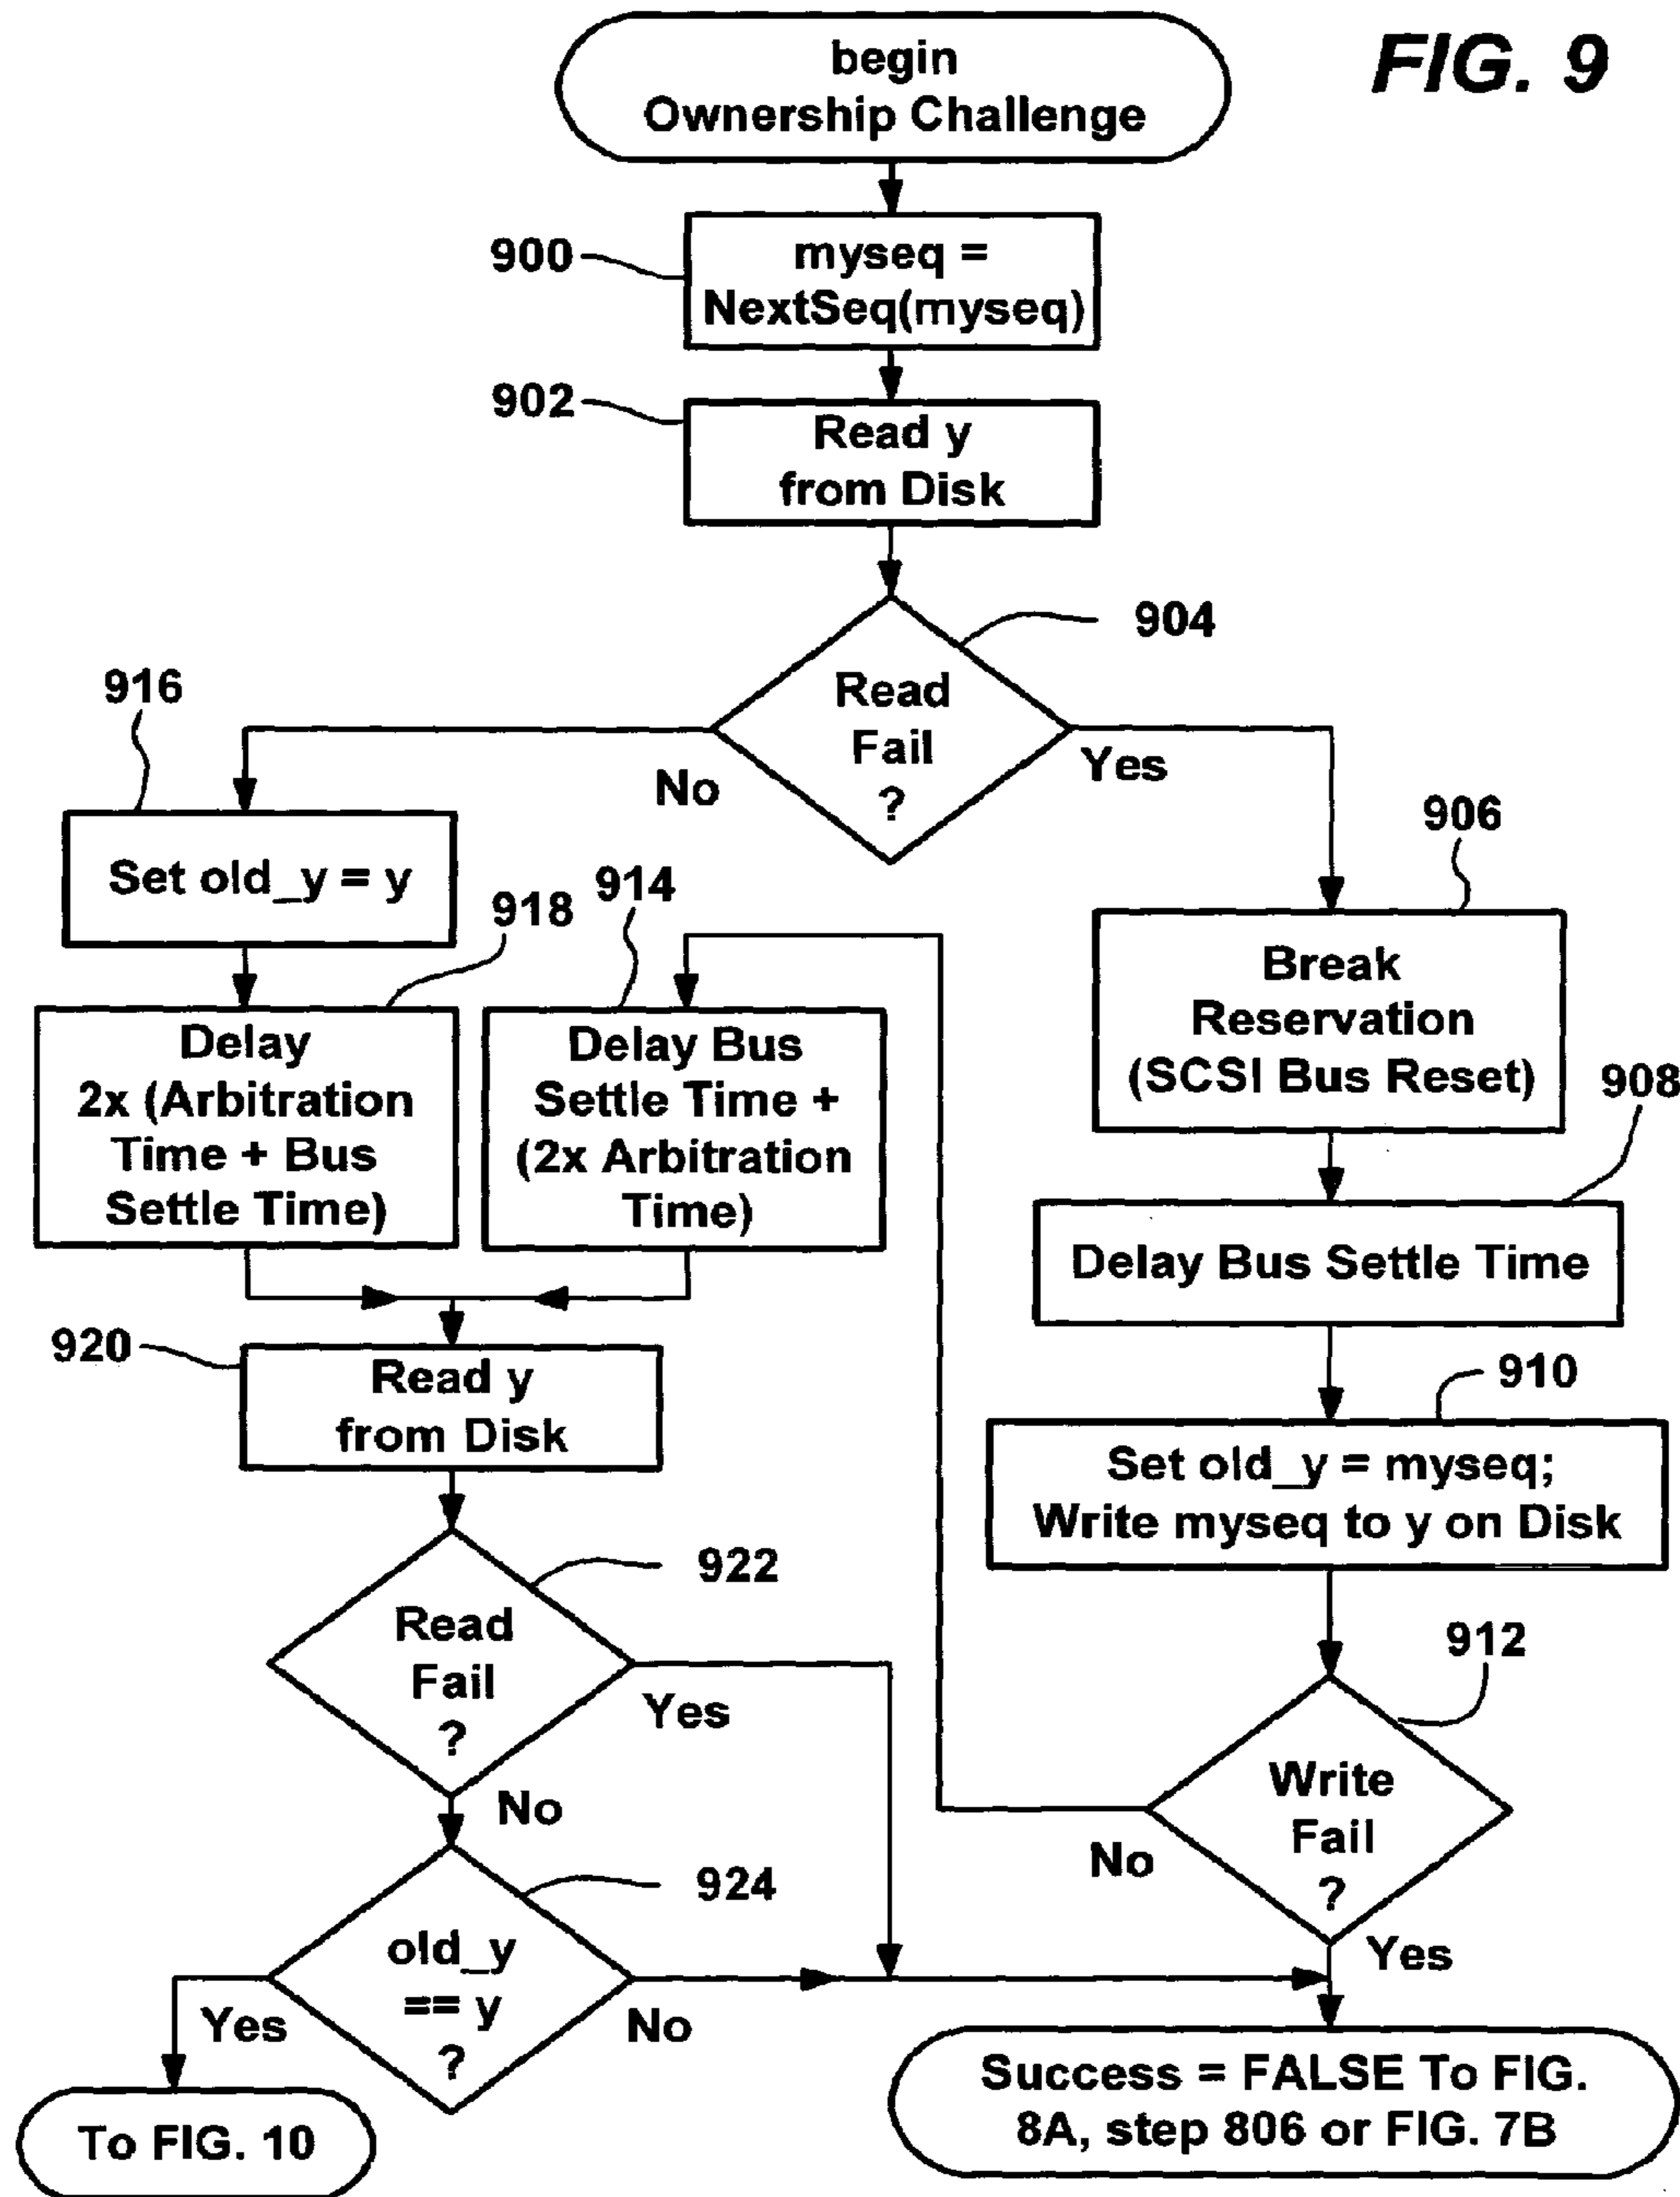 FIG. 9
begin
Ownership Challenge
900
myseq =
NextSeq(myseq)
902
Read y
from Disk
904
Read
Fail
?
No
Yes
916
Set old_y = y
918
Delay
2x (Arbitration
Time + Bus
Settle Time)
914
Delay Bus
Settle Time +
(2x Arbitration
Time)
906
Break
Reservation
(SCSI Bus Reset)
908
Delay Bus Settle Time
910
Set old_y = myseq;
Write myseq to y on Disk
912
Write
Fail
?
No
Yes
920
Read y
from Disk
922
Read
Fail
?
Yes
No
924
old_y
== y
?
Yes
No
To FIG. 10
Success = FALSE To FIG.
8A, step 806 or FIG. 7B